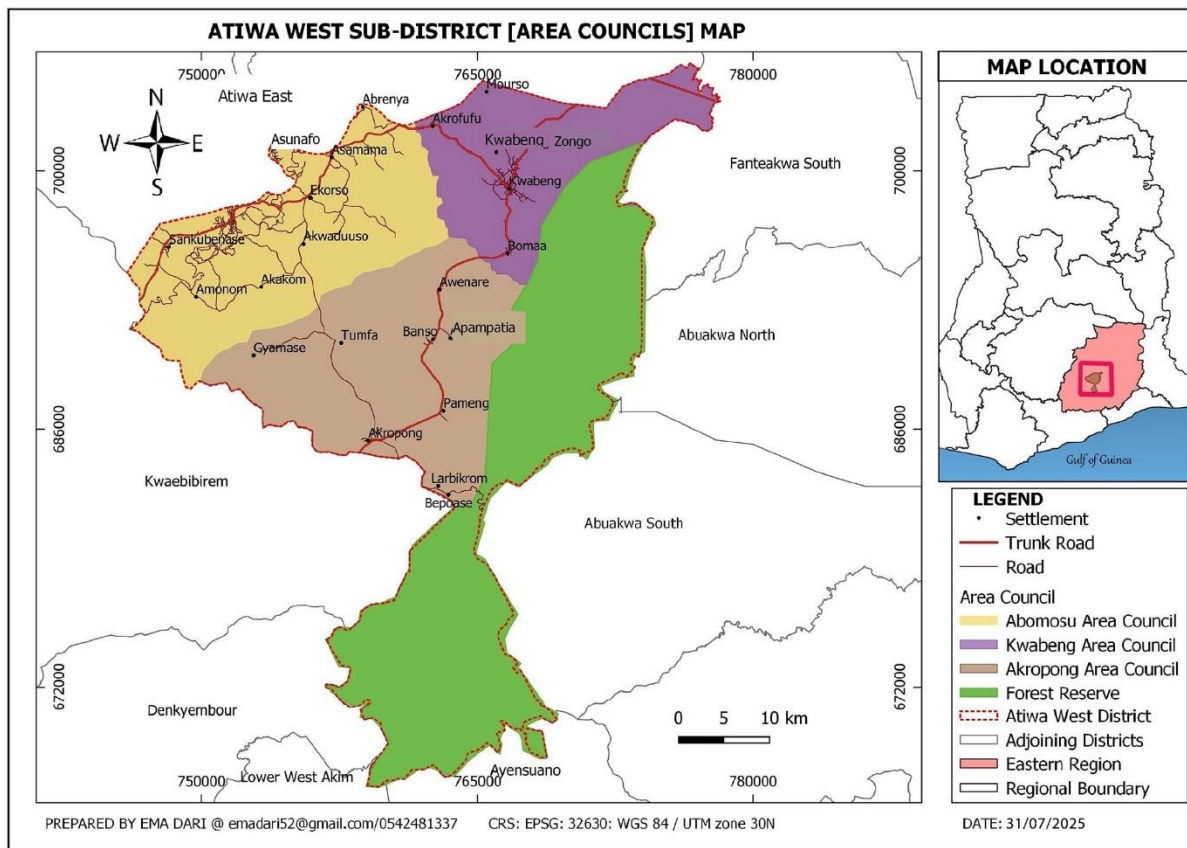 ATIWA WEST SUB-DISTRICT [AREA COUNCILS] MAP
750000
765000
780000
Atiwa East
N
W
E
S
Mourso
Abrenya
Akrofufu
Asunafo
Asamama
Kwabenq_Zongo
700000
Fanteakwa South
700000
Kwabeng
Ekorso
Sankubenase
Akwaduuso
Bomaa
Amonom
Akakom
Awenare
Gyamase
Tumfa
Banso
Apampatia
Abuakwa North
Pameng
686000
Akropong
686000
Kwaebibirem
Larbikrom
Bepoase
Abuakwa South
672000
672000
Denkyembour
0 5 10 km
Lower West Akim
Ayensuano
750000
765000
780000
PREPARED BY EMA DARI @ emadari52@gmail.com/0542481337
CRS: EPSG: 32630: WGS 84 / UTM zone 30N
MAP LOCATION
Gulf of Guinea
LEGEND
Settlement
Trunk Road
Road
Area Council
Abomosu Area Council
Kwabeng Area Council
Akropong Area Council
Forest Reserve
Atiwa West District
Adjoining Districts
Eastern Region
Regional Boundary
DATE: 31/07/2025